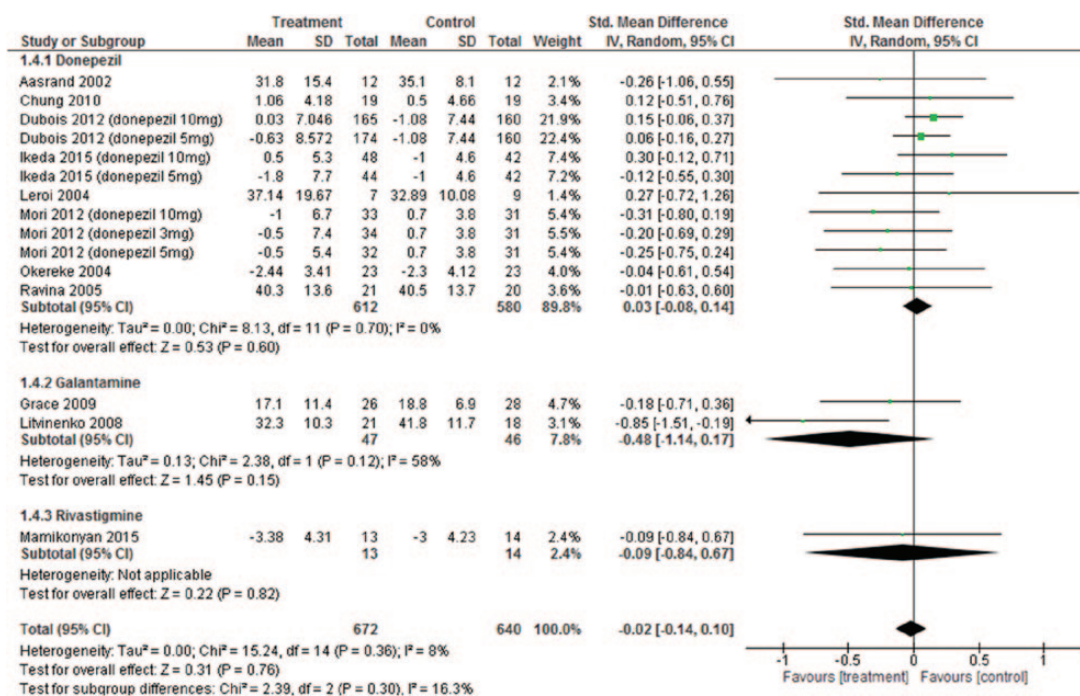 Treatment Control Std. Mean Difference Std. Mean Difference
Study or Subgroup Mean SD Total Mean SD Total Weight IV, Random, 95% CI IV, Random, 95% CI
1.4.1 Donepezil
Aasrand 2002 31.8 15.4 12 35.1 8.1 12 2.1% -0.26 [-1.06, 0.55]
Chung 2010 1.06 4.18 19 0.5 4.66 19 3.4% 0.12 [-0.51, 0.76]
Dubois 2012 (donepezil 10mg) 0.03 7.046 165 -1.08 7.44 160 21.9% 0.15 [-0.06, 0.37]
Dubois 2012 (donepezil 5mg) -0.63 8.572 174 -1.08 7.44 160 22.4% 0.06 [-0.16, 0.27]
Ikeda 2015 (donepezil 10mg) 0.5 5.3 48 -1 4.6 42 7.4% 0.30 [-0.12, 0.71]
Ikeda 2015 (donepezil 5mg) -1.8 7.7 44 -1 4.6 42 7.4% -0.12 [-0.55, 0.30]
Leroi 2004 37.14 19.67 7 32.89 10.08 9 1.4% 0.27 [-0.72, 1.26]
Mori 2012 (donepezil 10mg) -1 6.7 33 0.7 3.8 31 5.4% -0.31 [-0.80, 0.19]
Mori 2012 (donepezil 3mg) -0.5 7.4 34 0.7 3.8 31 5.5% -0.20 [-0.69, 0.29]
Mori 2012 (donepezil 5mg) -0.5 5.4 32 0.7 3.8 31 5.4% -0.25 [-0.75, 0.24]
Okereke 2004 -2.44 3.41 23 -2.3 4.12 23 4.0% -0.04 [-0.61, 0.54]
Ravina 2005 40.3 13.6 21 40.5 13.7 20 3.6% -0.01 [-0.63, 0.60]
Subtotal (95% CI) 612 580 89.8% 0.03 [-0.08, 0.14]
Heterogeneity: Tau² = 0.00; Chi² = 8.13, df = 11 (P = 0.70); I² = 0%
Test for overall effect: Z = 0.53 (P = 0.60)
1.4.2 Galantamine
Grace 2009 17.1 11.4 26 18.8 6.9 28 4.7% -0.18 [-0.71, 0.36]
Litvinenko 2008 32.3 10.3 21 41.8 11.7 18 3.1% -0.85 [-1.51, -0.19]
Subtotal (95% CI) 47 46 7.8% -0.48 [-1.14, 0.17]
Heterogeneity: Tau² = 0.13; Chi² = 2.38, df = 1 (P = 0.12); I² = 58%
Test for overall effect: Z = 1.45 (P = 0.15)
1.4.3 Rivastigmine
Mamikonyan 2015 -3.38 4.31 13 -3 4.23 14 2.4% -0.09 [-0.84, 0.67]
Subtotal (95% CI) 13 14 2.4% -0.09 [-0.84, 0.67]
Heterogeneity: Not applicable
Test for overall effect: Z = 0.22 (P = 0.82)
Total (95% CI) 672 640 100.0% -0.02 [-0.14, 0.10]
Heterogeneity: Tau² = 0.00; Chi² = 15.24, df = 14 (P = 0.36); I² = 8%
Test for overall effect: Z = 0.31 (P = 0.76)
Test for subgroup differences: Chi² = 2.39, df = 2 (P = 0.30), I² = 16.3%
-1 -0.5 0 0.5 1
Favours [treatment] Favours [control]